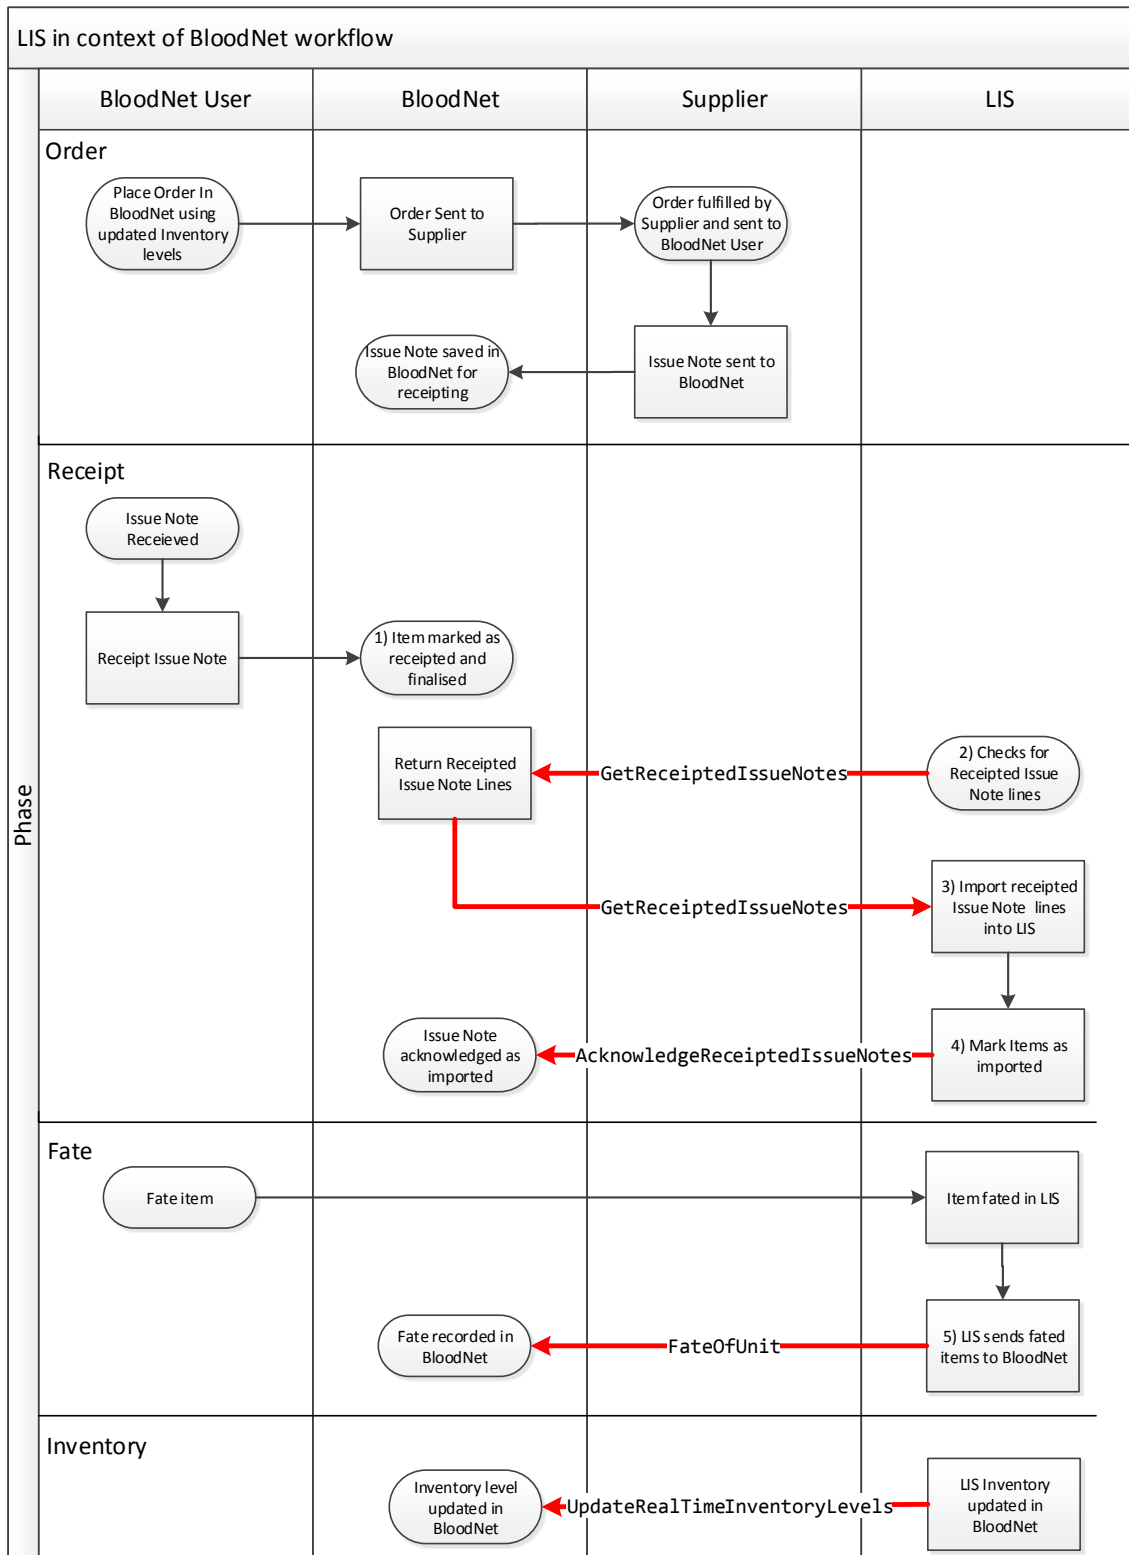 LIS in context of BloodNet workflow
BloodNet User
BloodNet
Supplier
LIS
Phase
Order
Place Order In
BloodNet using
updated Inventory
levels
Order Sent to
Supplier
Order fulfilled by
Supplier and sent to
BloodNet User
Issue Note saved in
BloodNet for
receipting
Issue Note sent to
BloodNet
Receipt
Issue Note
Receieved
Receipt Issue Note
1) Item marked as
receipted and
finalised
Return Receipted
Issue Note Lines
GetReceiptedIssueNotes
2) Checks for
Receipted Issue
Note lines
GetReceiptedIssueNotes
3) Import receipted
Issue Note lines
into LIS
Issue Note
acknowledged as
imported
AcknowledgeReceiptedIssueNotes
4) Mark Items as
imported
Fate
Fate item
Item fated in LIS
Fate recorded in
BloodNet
FateOfUnit
5) LIS sends fated
items to BloodNet
Inventory
Inventory level
updated in
BloodNet
UpdateRealTimeInventoryLevels
LIS Inventory
updated in
BloodNet